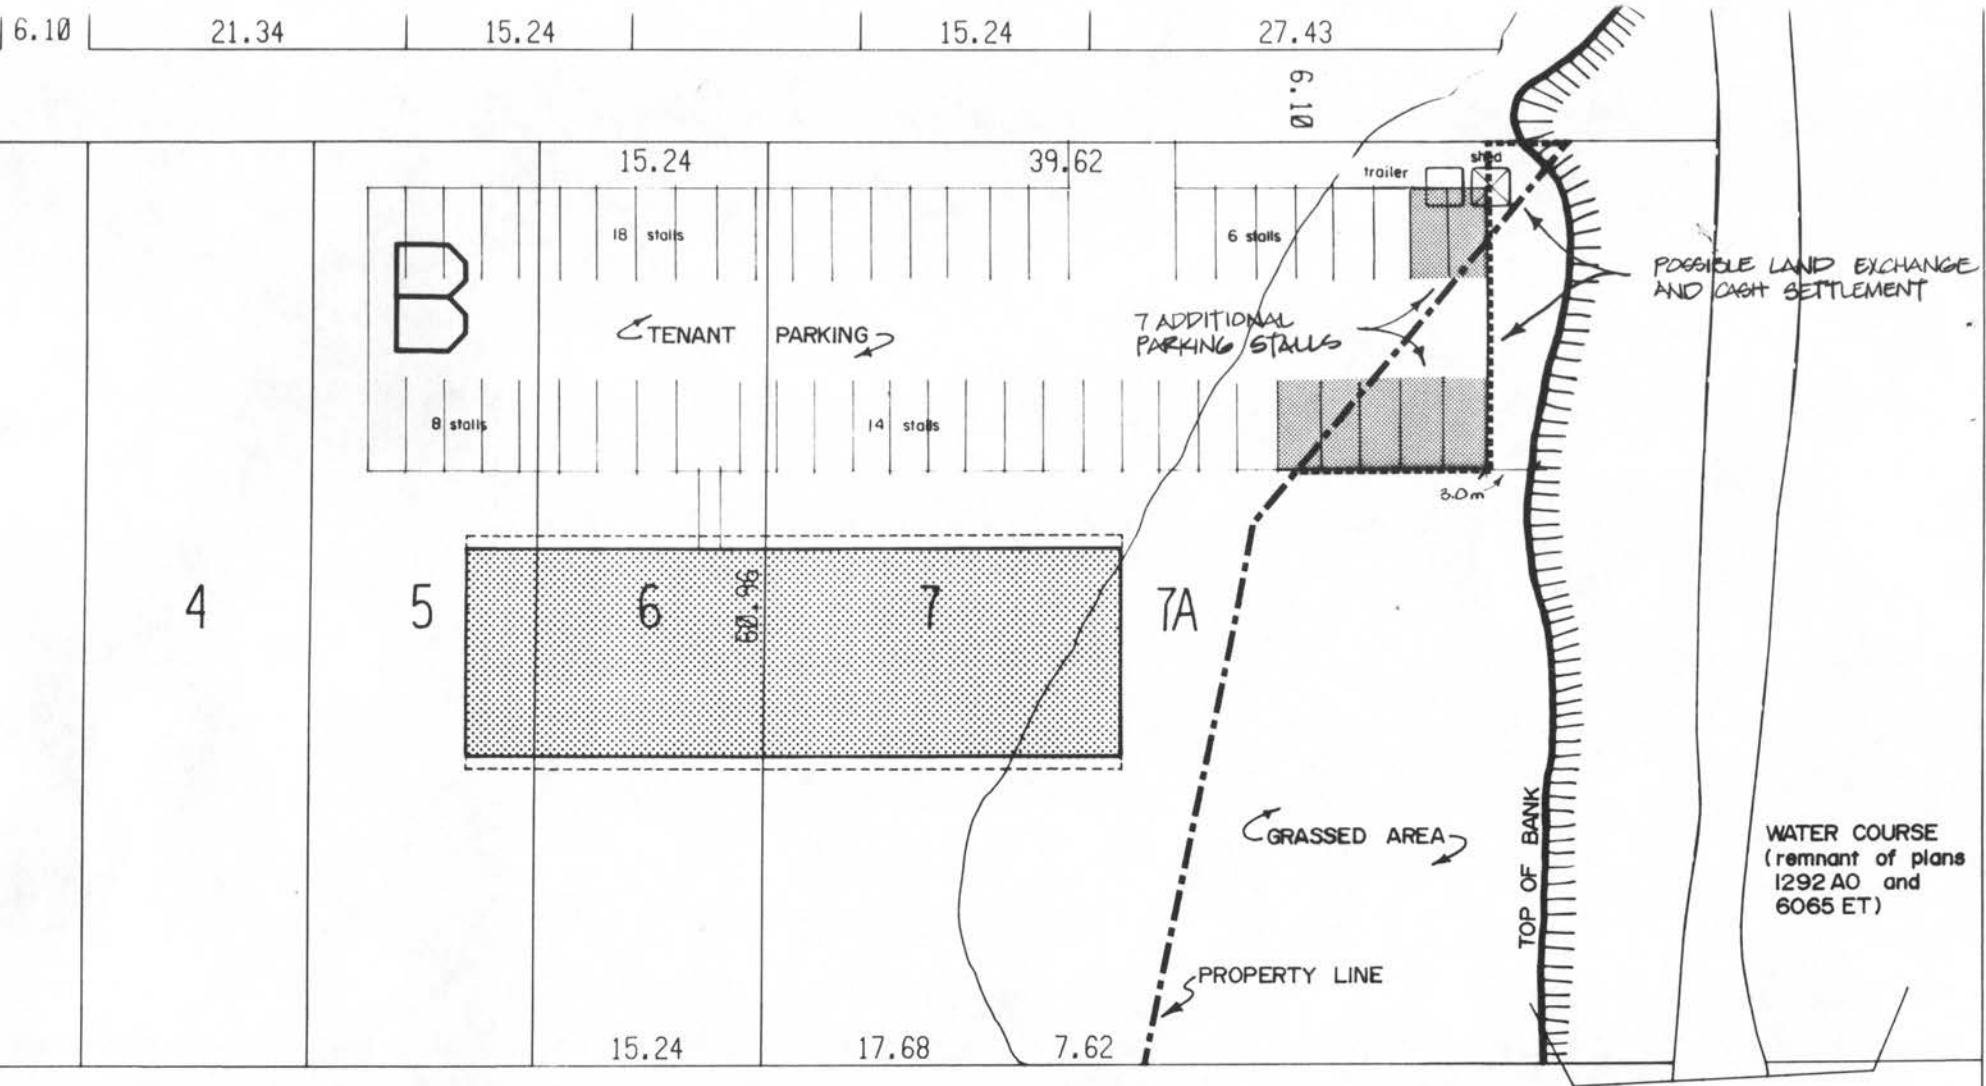 6.10 21.34 15.24 15.24 27.43
6.10
15.24 39.62
trailer
shed
18 stalls
6 stalls
B
POSSIBLE LAND EXCHANGE
AND CASH SETTLEMENT
7 ADDITIONAL
PARKING STALLS
TENANT PARKING
8 stalls
14 stalls
3.0m
4 5 6 60.96 7 7A
GRASSED AREA
TOP OF BANK
WATER COURSE
(remnant of plans
1292 AO and
6065 ET)
PROPERTY LINE
15.24 17.68 7.62